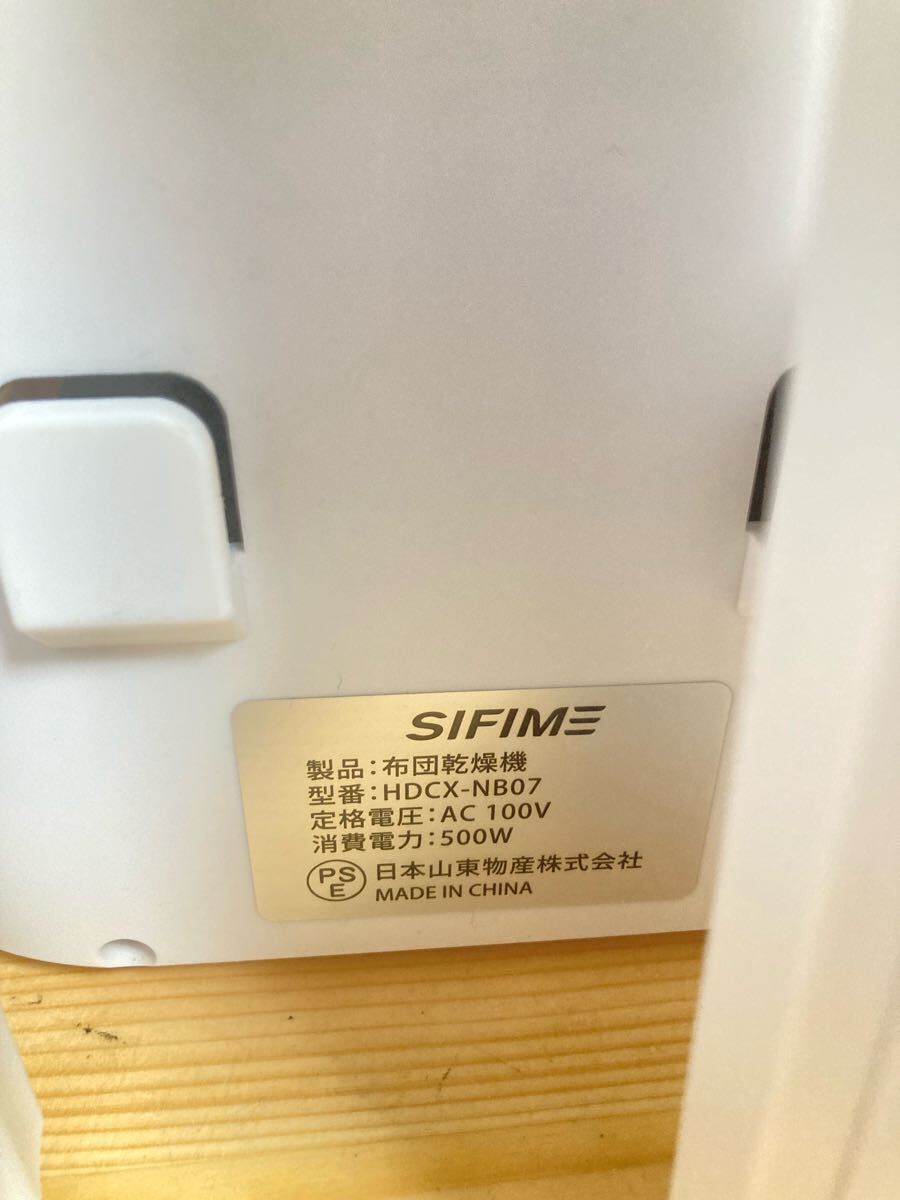 SIFIME
製品：布団乾燥機
型番：HDCX-NB07
定格電圧：AC 100V
消費電力：500W
PSE 日本山東物産株式会社
MADE IN CHINA